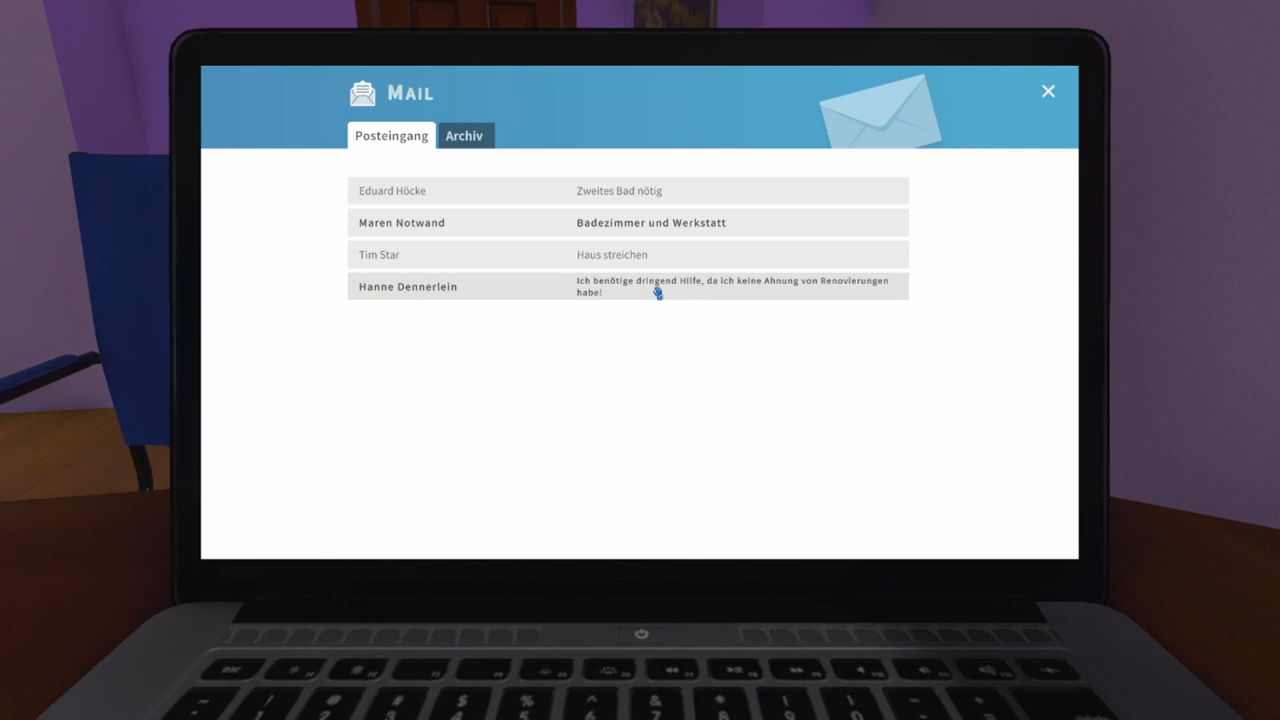 Mail
Posteingang
Archiv
Eduard Höcke
Zweites Bad nötig
Maren Notwand
Badezimmer und Werkstatt
Tim Star
Haus streichen
Hanne Dennerlein
Ich benötige dringend Hilfe, da ich keine Ahnung von Renovierungen
habe!